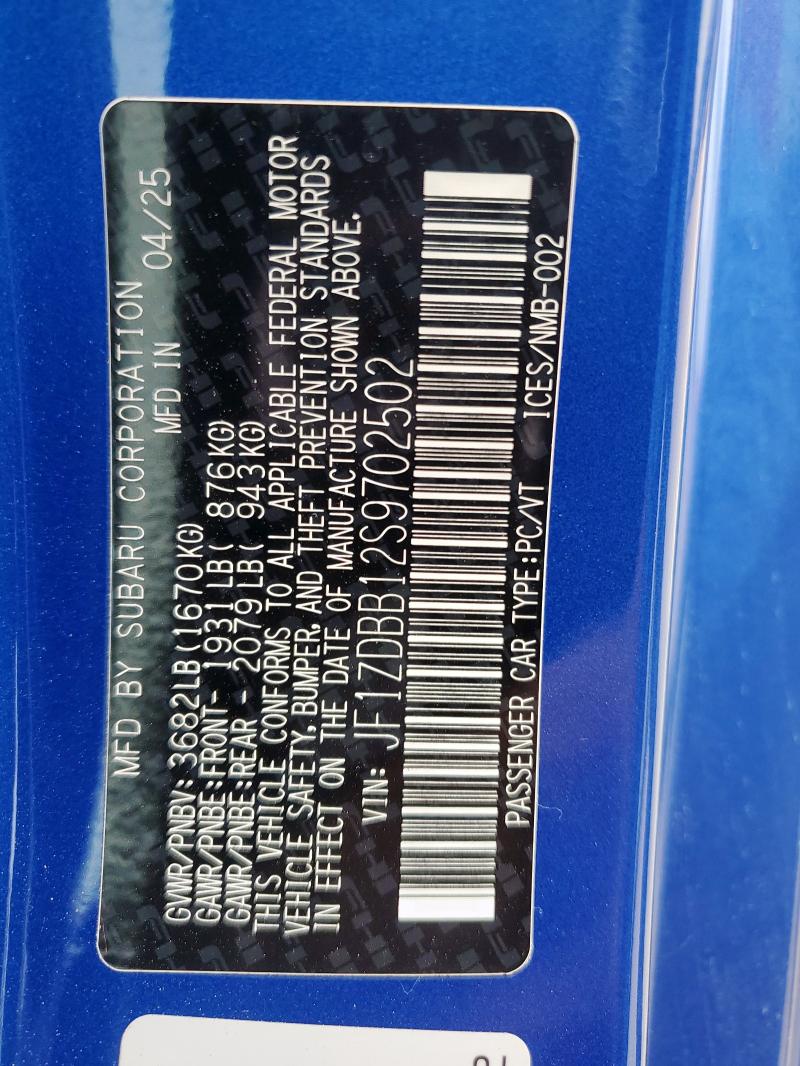 MFD BY SUBARU CORPORATION
MFD IN 04/25
GVWR/PNBV: 3682LB(1670KG)
GAWR/PNBE:FRONT- 1931LB( 876KG)
GAWR/PNBE:REAR - 2079LB( 943KG)
THIS VEHICLE CONFORMS TO ALL APPLICABLE FEDERAL MOTOR
VEHICLE SAFETY, BUMPER, AND THEFT PREVENTION STANDARDS
IN EFFECT ON THE DATE OF MANUFACTURE SHOWN ABOVE.
VIN: JF1ZDBB12S9702502
PASSENGER CAR TYPE:PC/VT ICES/NMB-002